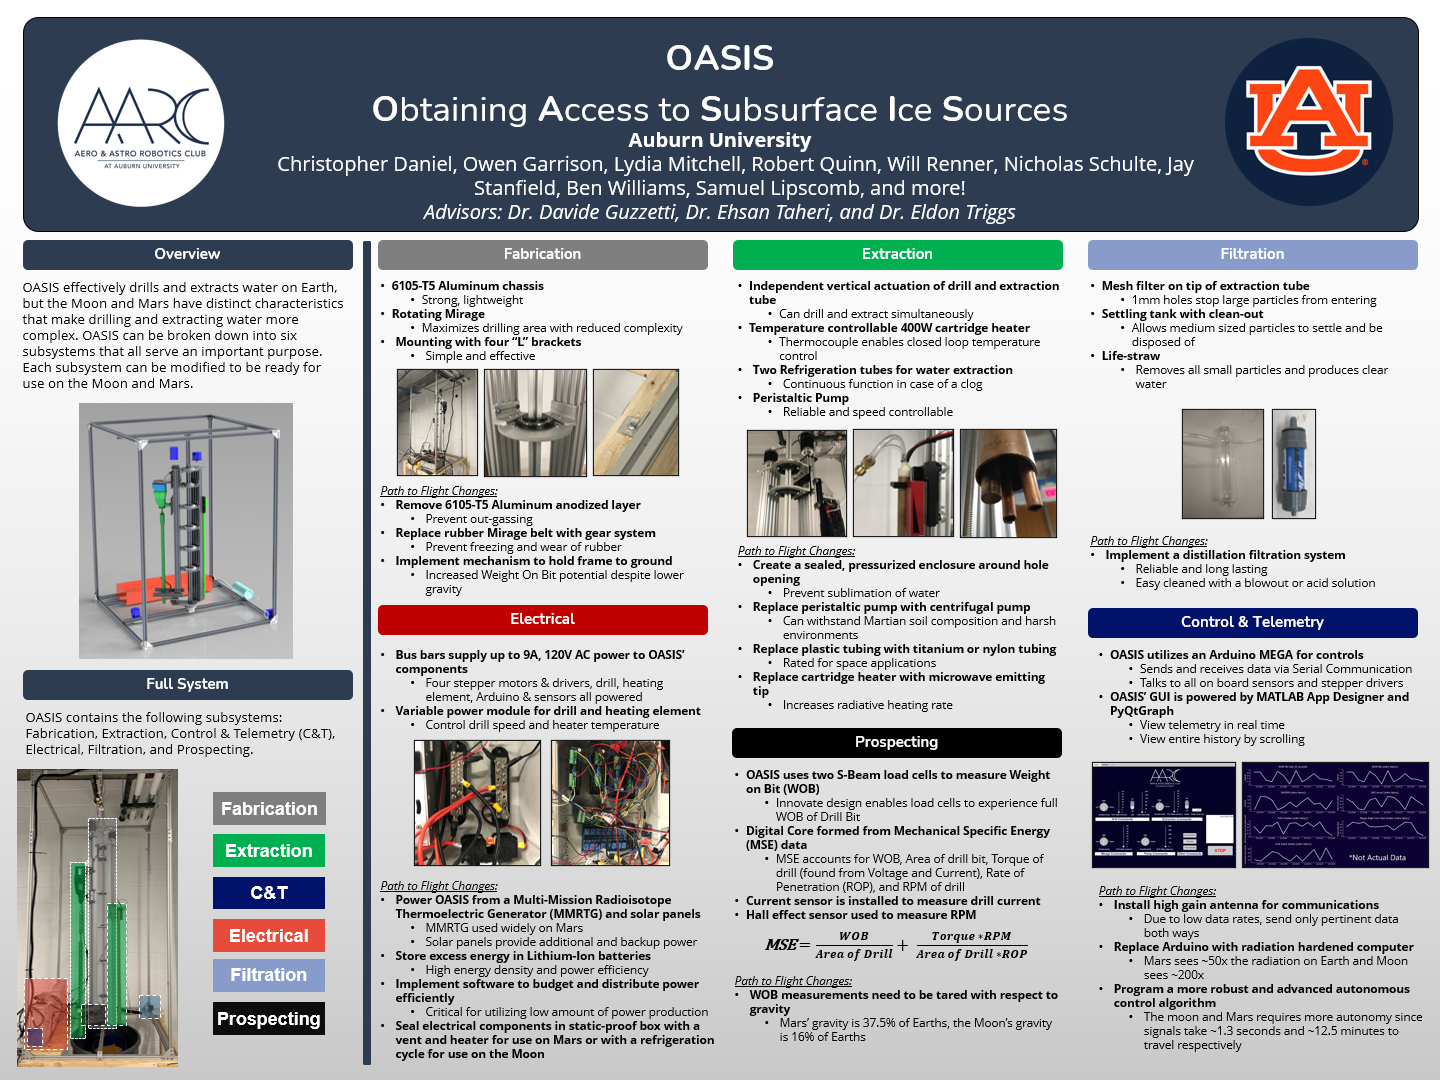 OASIS
Obtaining Access to Subsurface Ice Sources
Auburn University
Christopher Daniel, Owen Garrison, Lydia Mitchell, Robert Quinn, Will Renner, Nicholas Schulte, Jay
Stanfield, Ben Williams, Samuel Lipscomb, and more!
Advisors: Dr. Davide Guzzetti, Dr. Ehsan Taheri, and Dr. Eldon Triggs
AARC
AERO & ASTRO ROBOTICS CLUB
AT AUBURN UNIVERSITY
AU
Overview
OASIS effectively drills and extracts water on Earth,
but the Moon and Mars have distinct characteristics
that make drilling and extracting water more
complex. OASIS can be broken down into six
subsystems that all serve an important purpose.
Each subsystem can be modified to be ready for
use on the Moon and Mars.
Full System
OASIS contains the following subsystems:
Fabrication, Extraction, Control & Telemetry (C&T),
Electrical, Filtration, and Prospecting.
Fabrication
Extraction
C&T
Electrical
Filtration
Prospecting
Fabrication
• 6105-T5 Aluminum chassis
• Strong, lightweight
• Rotating Mirage
• Maximizes drilling area with reduced complexity
• Mounting with four “L” brackets
• Simple and effective
Path to Flight Changes:
• Remove 6105-T5 Aluminum anodized layer
• Prevent out-gassing
• Replace rubber Mirage belt with gear system
• Prevent freezing and wear of rubber
• Implement mechanism to hold frame to ground
• Increased Weight On Bit potential despite lower
gravity
Electrical
• Bus bars supply up to 9A, 120V AC power to OASIS’
components
• Four stepper motors & drivers, drill, heating
element, Arduino & sensors all powered
• Variable power module for drill and heating element
• Control drill speed and heater temperature
Path to Flight Changes:
• Power OASIS from a Multi-Mission Radioisotope
Thermoelectric Generator (MMRTG) and solar panels
• MMRTG used widely on Mars
• Solar panels provide additional and backup power
• Store excess energy in Lithium-Ion batteries
• High energy density and power efficiency
• Implement software to budget and distribute power
efficiently
• Critical for utilizing low amount of power production
• Seal electrical components in static-proof box with a
vent and heater for use on Mars or with a refrigeration
cycle for use on the Moon
Extraction
• Independent vertical actuation of drill and extraction
tube
• Can drill and extract simultaneously
• Temperature controllable 400W cartridge heater
• Thermocouple enables closed loop temperature
control
• Two Refrigeration tubes for water extraction
• Continuous function in case of a clog
• Peristaltic Pump
• Reliable and speed controllable
Path to Flight Changes:
• Create a sealed, pressurized enclosure around hole
opening
• Prevent sublimation of water
• Replace peristaltic pump with centrifugal pump
• Can withstand Martian soil composition and harsh
environments
• Replace plastic tubing with titanium or nylon tubing
• Rated for space applications
• Replace cartridge heater with microwave emitting
tip
• Increases radiative heating rate
Prospecting
• OASIS uses two S-Beam load cells to measure Weight
on Bit (WOB)
• Innovate design enables load cells to experience full
WOB of Drill Bit
• Digital Core formed from Mechanical Specific Energy
(MSE) data
• MSE accounts for WOB, Area of drill bit, Torque of
drill (found from Voltage and Current), Rate of
Penetration (ROP), and RPM of drill
• Current sensor is installed to measure drill current
• Hall effect sensor used to measure RPM
MSE = WOB / Area of Drill + Torque *RPM / Area of Drill *ROP
Path to Flight Changes:
• WOB measurements need to be tared with respect to
gravity
• Mars’ gravity is 37.5% of Earths, the Moon’s gravity
is 16% of Earths
Filtration
• Mesh filter on tip of extraction tube
• 1mm holes stop large particles from entering
• Settling tank with clean-out
• Allows medium sized particles to settle and be
disposed of
• Life-straw
• Removes all small particles and produces clear
water
Path to Flight Changes:
• Implement a distillation filtration system
• Reliable and long lasting
• Easy cleaned with a blowout or acid solution
Control & Telemetry
• OASIS utilizes an Arduino MEGA for controls
• Sends and receives data via Serial Communication
• Talks to all on board sensors and stepper drivers
• OASIS’ GUI is powered by MATLAB App Designer and
PyQtGraph
• View telemetry in real time
• View entire history by scrolling
AARC
STOP
*Not Actual Data
Path to Flight Changes:
• Install high gain antenna for communications
• Due to low data rates, send only pertinent data
both ways
• Replace Arduino with radiation hardened computer
• Mars sees ~50x the radiation on Earth and Moon
sees ~200x
• Program a more robust and advanced autonomous
control algorithm
• The moon and Mars requires more autonomy since
signals take ~1.3 seconds and ~12.5 minutes to
travel respectively